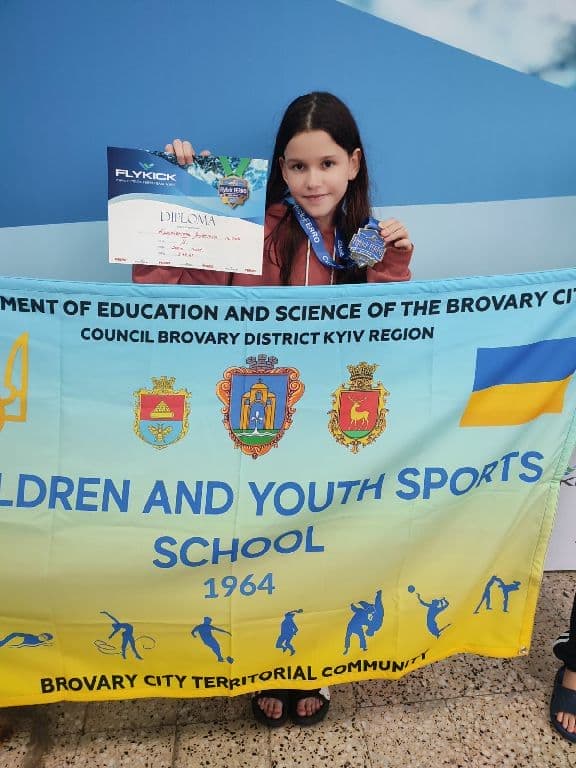 FLYKICK
DIPLOMA
MENT OF EDUCATION AND SCIENCE OF THE BROVARY CI
COUNCIL BROVARY DISTRICT KYIV REGION
LDREN AND YOUTH SPORTS
SCHOOL
1964
BROVARY CITY TERRITORIAL COMMUNITY